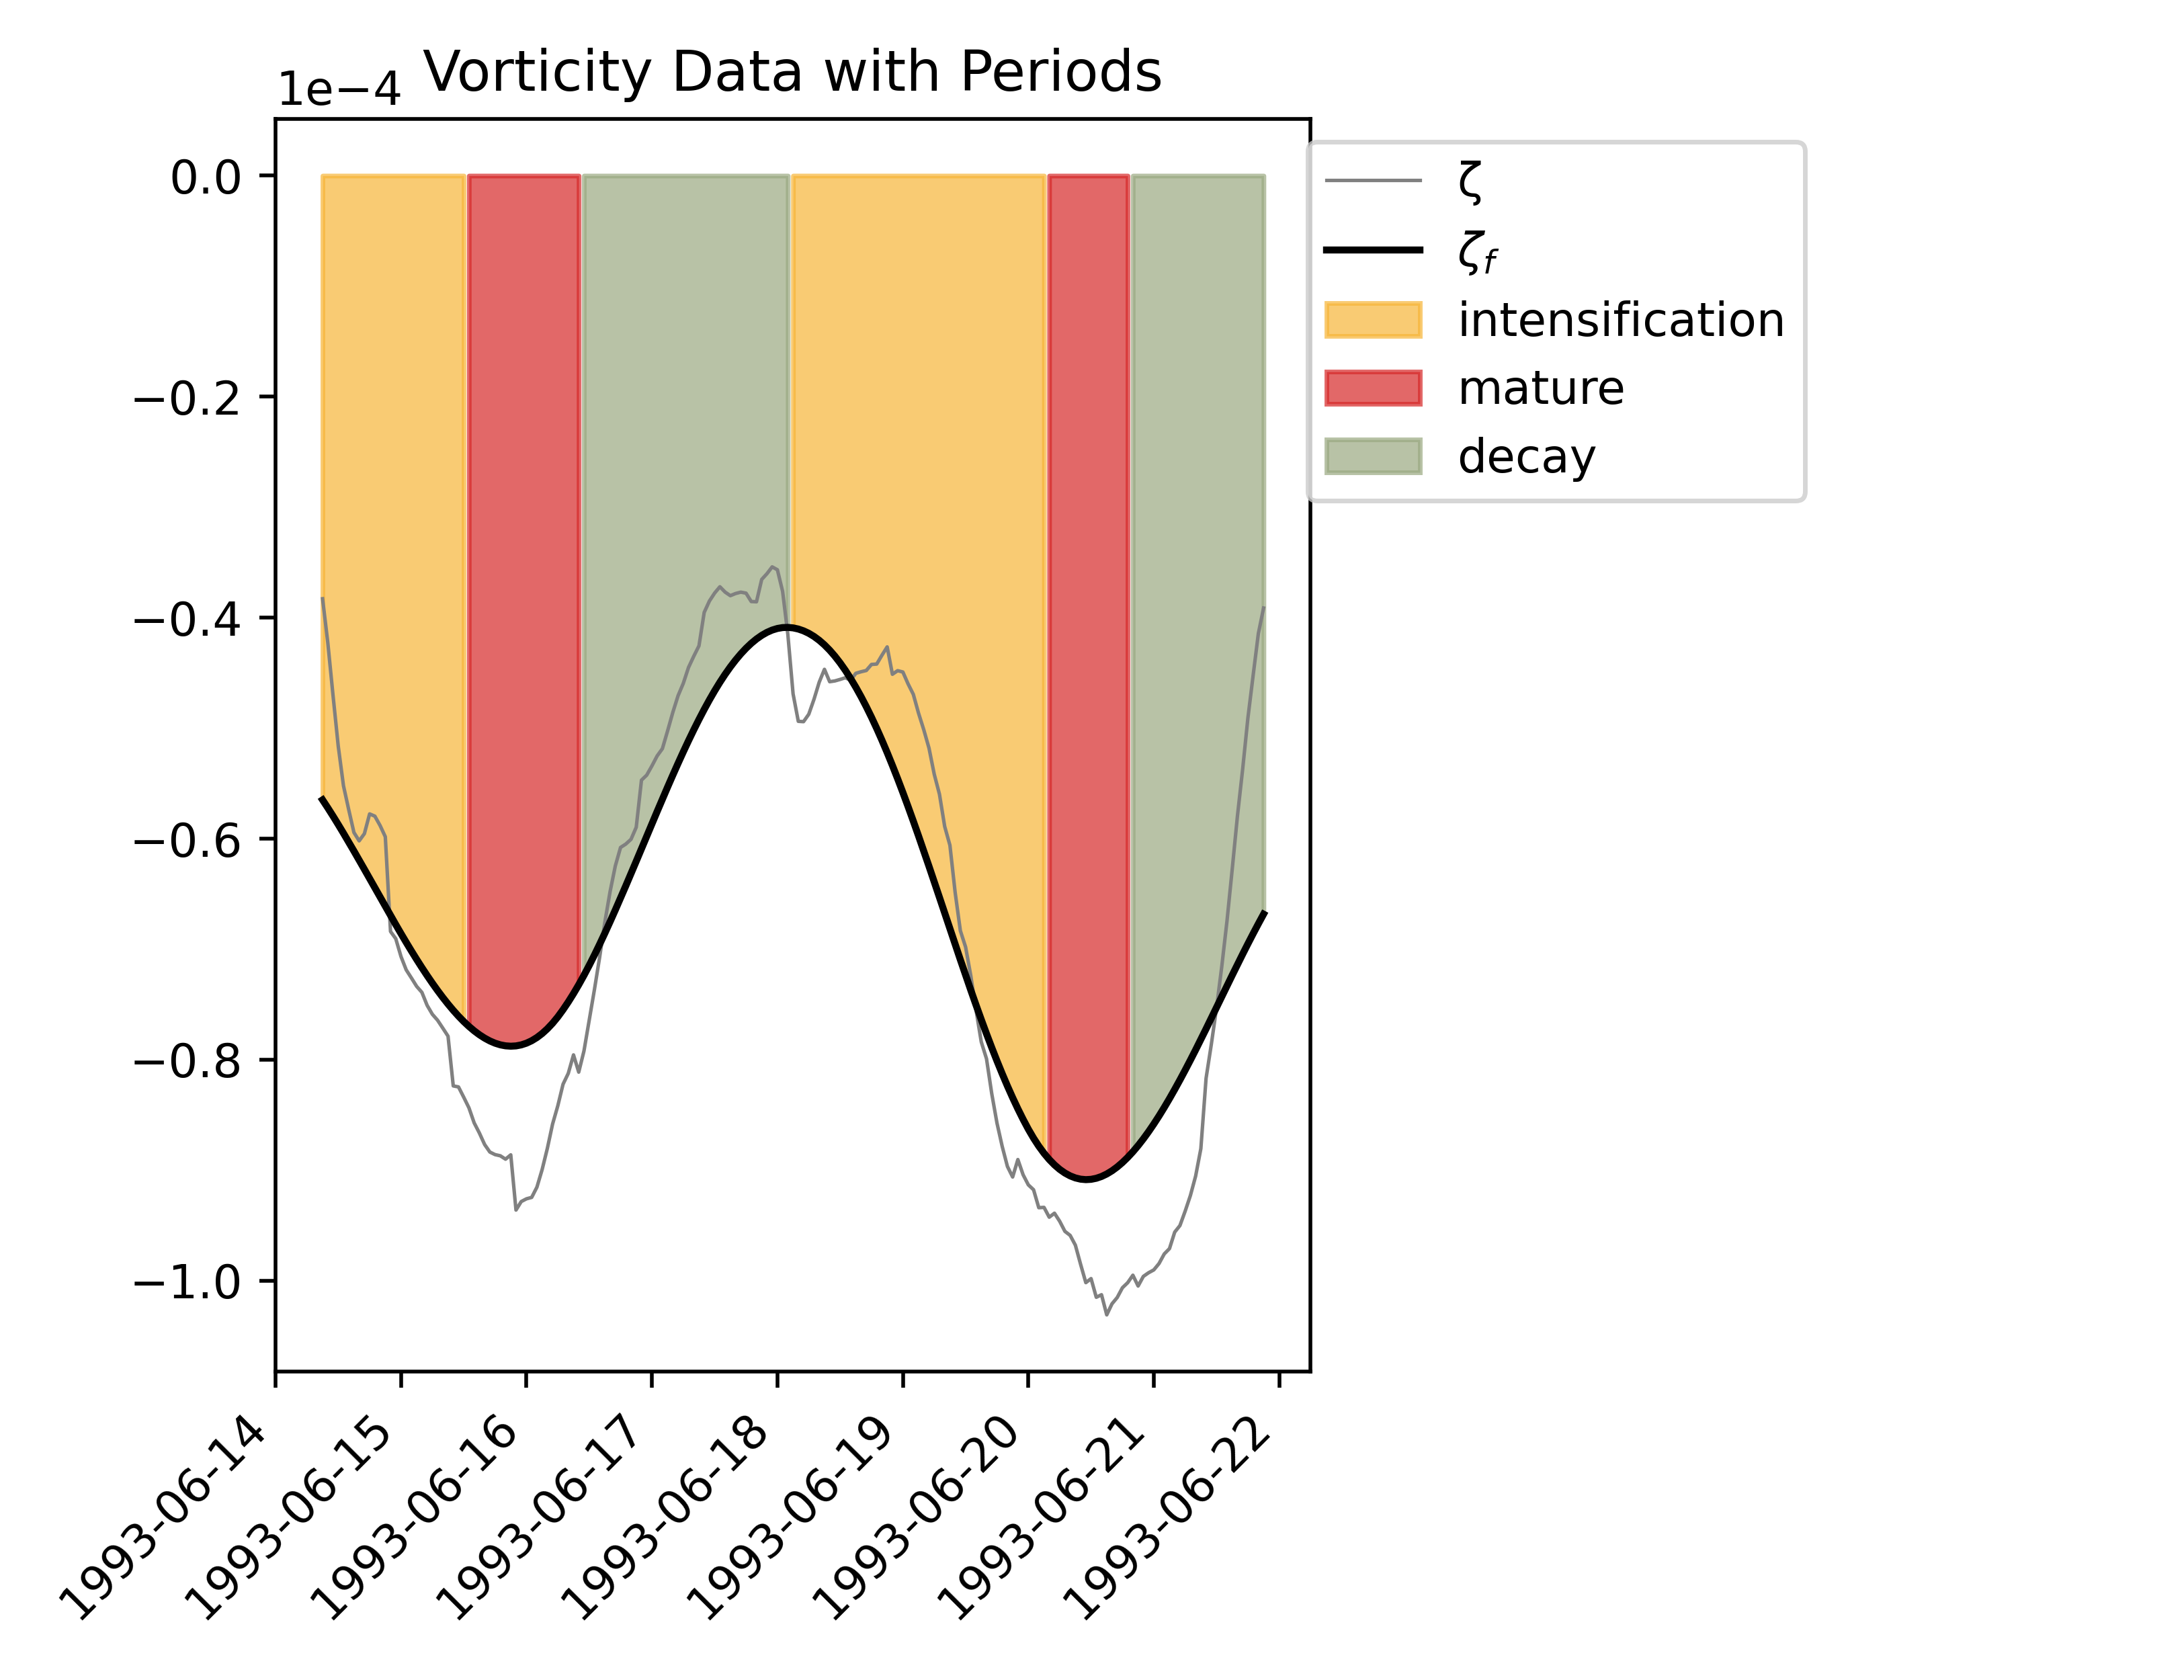 Vorticity Data with Periods
1e−4
0.0
−0.2
−0.4
−0.6
−0.8
−1.0
1993-06-14
1993-06-15
1993-06-16
1993-06-17
1993-06-18
1993-06-19
1993-06-20
1993-06-21
1993-06-22
ζ
ζf
intensification
mature
decay